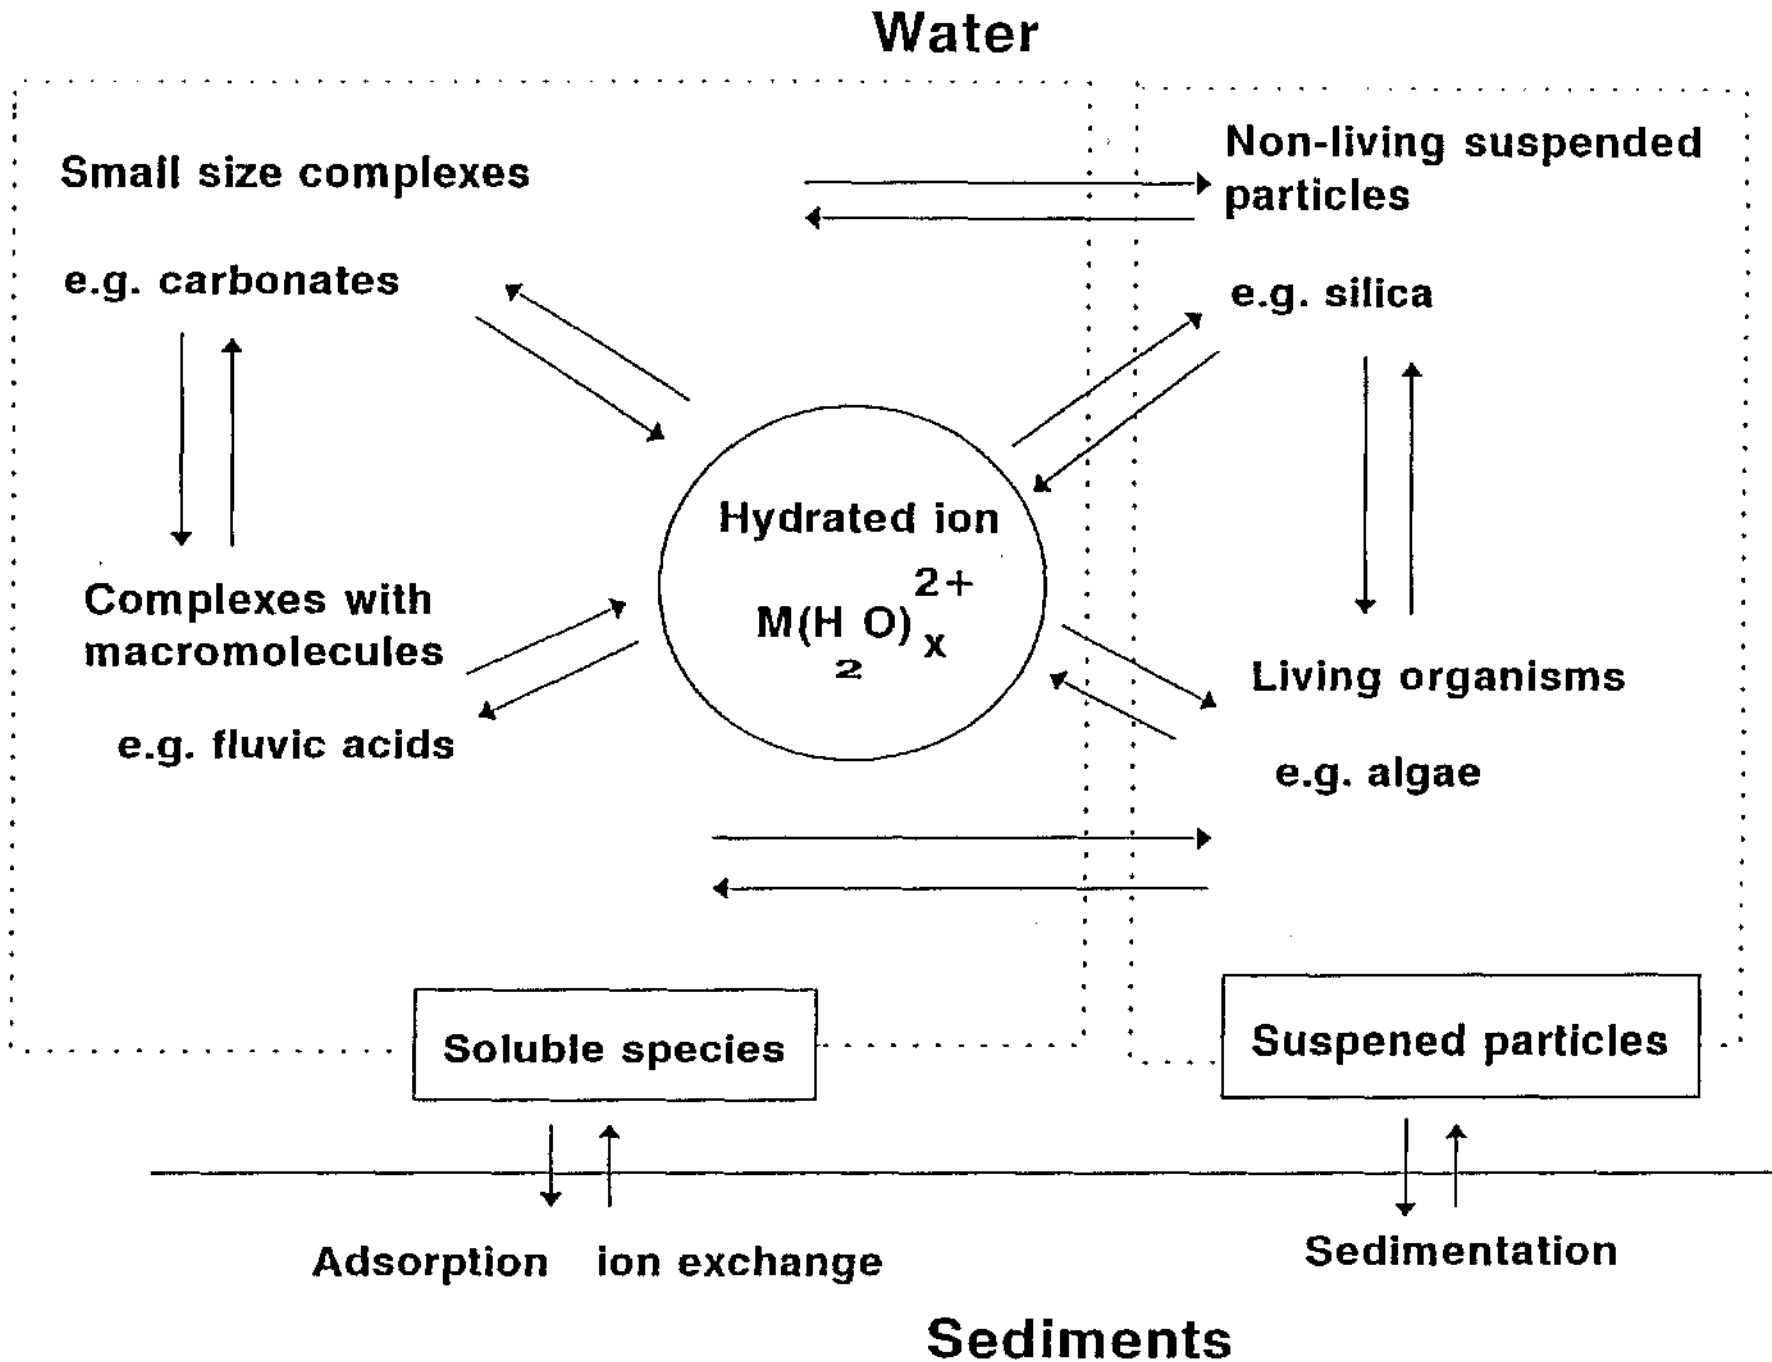 Water
Small size complexes
e.g. carbonates
Non-living suspended
particles
e.g. silica
Hydrated ion
M(H₂O)ₓ²⁺
Complexes with
macromolecules
e.g. fluvic acids
Living organisms
e.g. algae
Soluble species
Suspened particles
Adsorption ion exchange
Sedimentation
Sediments